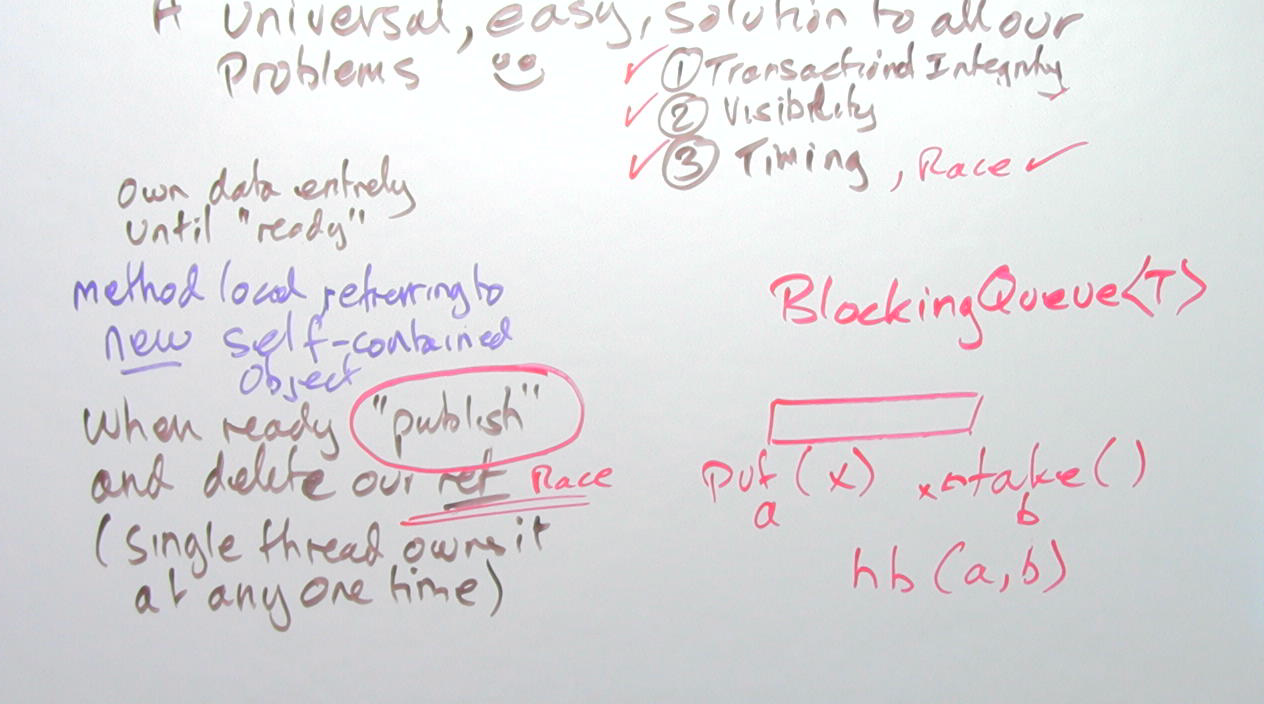 A universal, easy, solution to all our
Problems
✓ ① Transactional Integrity
✓ ② Visibility
✓ ③ Timing, Race ✓
own data entirely
until "ready"
method local, referring to
new self-contained
Object
When ready "publish"
and delete our ref Race
(single thread owns it
at any one time)
BlockingQueue<T>
put(x) x←take()
a b
hb(a,b)